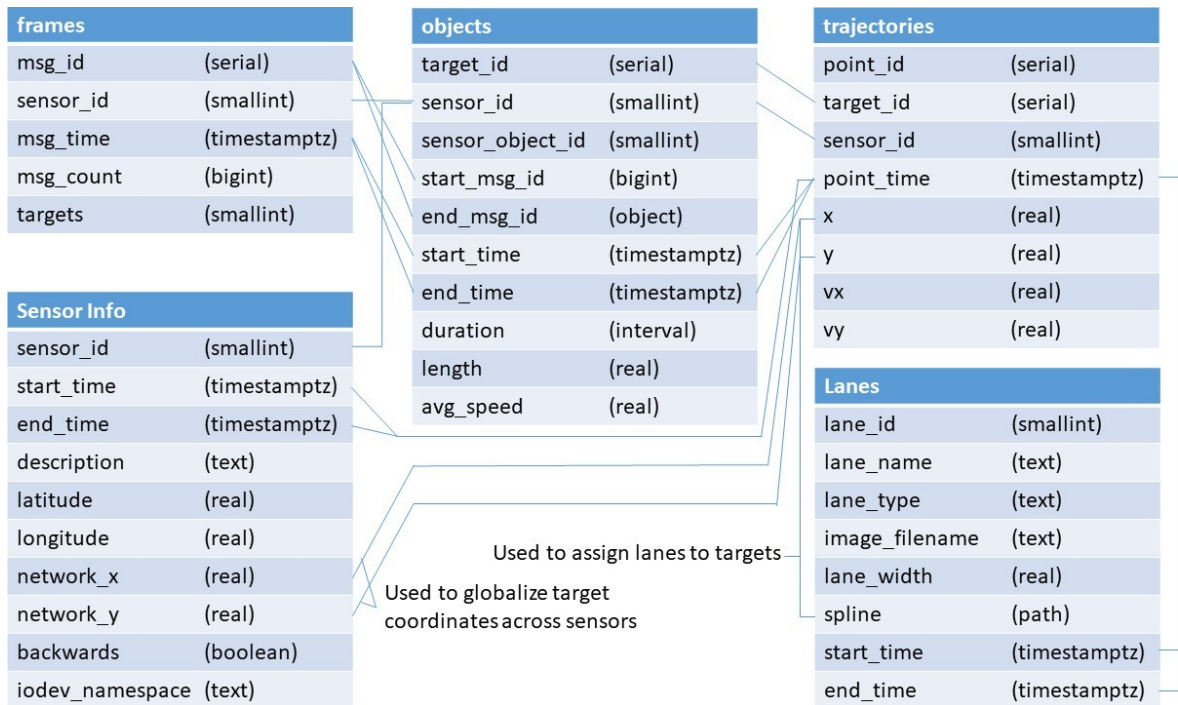 frames
msg_id (serial)
sensor_id (smallint)
msg_time (timestamptz)
msg_count (bigint)
targets (smallint)
Sensor Info
sensor_id (smallint)
start_time (timestamptz)
end_time (timestamptz)
description (text)
latitude (real)
longitude (real)
network_x (real)
network_y (real)
backwards (boolean)
iodev_namespace (text)
objects
target_id (serial)
sensor_id (smallint)
sensor_object_id (smallint)
start_msg_id (bigint)
end_msg_id (object)
start_time (timestamptz)
end_time (timestamptz)
duration (interval)
length (real)
avg_speed (real)
Used to assign lanes to targets
Used to globalize target
coordinates across sensors
trajectories
point_id (serial)
target_id (serial)
sensor_id (smallint)
point_time (timestamptz)
x (real)
y (real)
vx (real)
vy (real)
Lanes
lane_id (smallint)
lane_name (text)
lane_type (text)
image_filename (text)
lane_width (real)
spline (path)
start_time (timestamptz)
end_time (timestamptz)